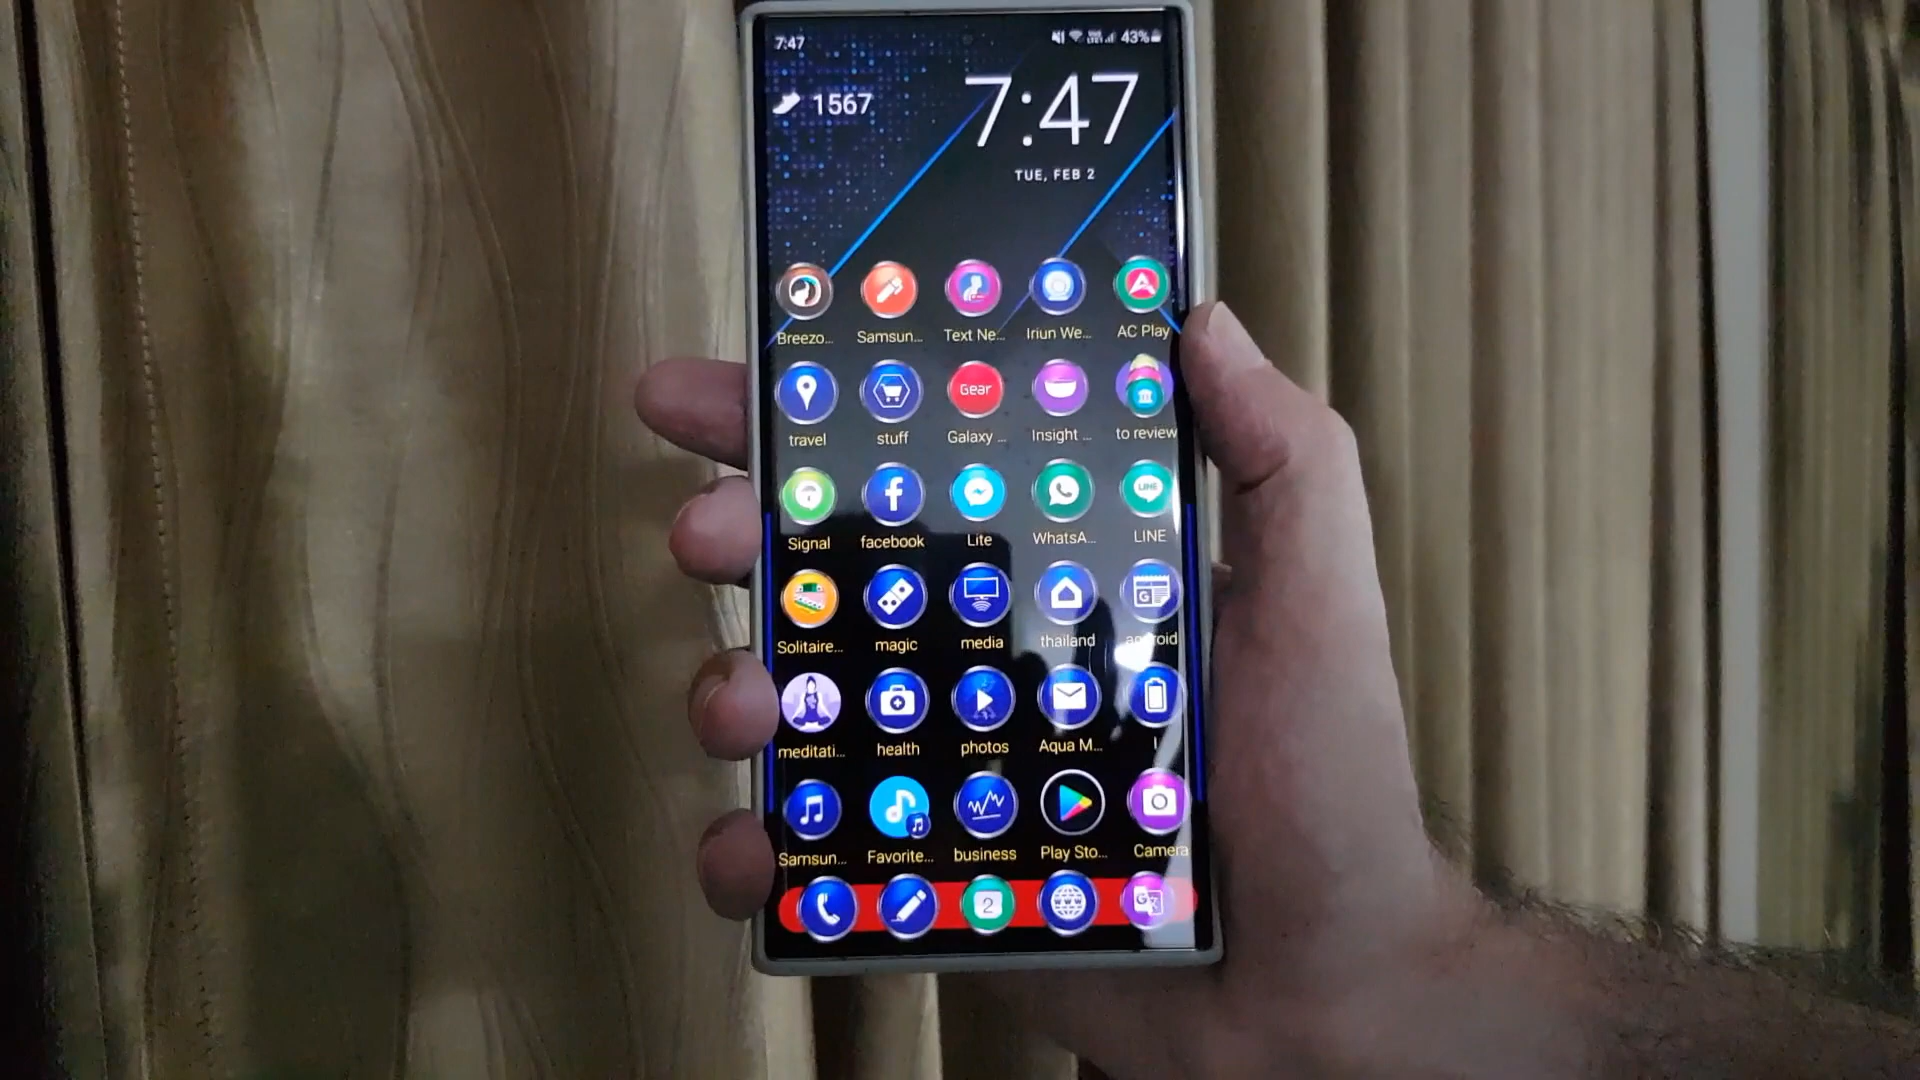 7:47 43%
7:47
1567
TUE, FEB 2
Breezo... Samsun... Text Ne... Iriun We... AC Play
Gear
travel stuff Galaxy ... Insight ... to review
LINE
Signal facebook Lite WhatsA... LINE
G
Solitaire... magic media thailand android
meditati... health photos Aqua M...
Samsun... Favorite... business Play Sto... Camera
2 www G